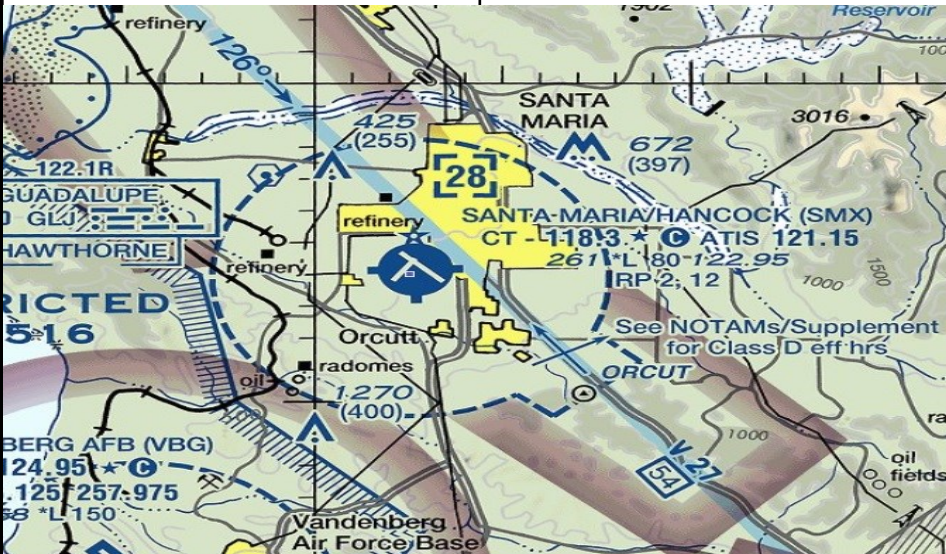 1902
Reservoir
refinery
126°
1000
SANTA
MARIA
425
(255)
3016
672
(397)
122.1R
28
GUADALUPE
GLJ
refinery
SANTA MARIA/HANCOCK (SMX)
CT - 118.3 ★ C ATIS 121.15
261 *L 80 122.95
RP 2, 12
HAWTHORNE
refinery
1000
1500
RICTED
516
Orcutt
See NOTAMs/Supplement
for Class D eff hrs
radomes
ORCUT
oil
1270
(400)
1000
BERG AFB (VBG)
124.95 ★ C
.125 257.975
*L 150
V 27
54
oil
fields
Vandenberg
Air Force Base